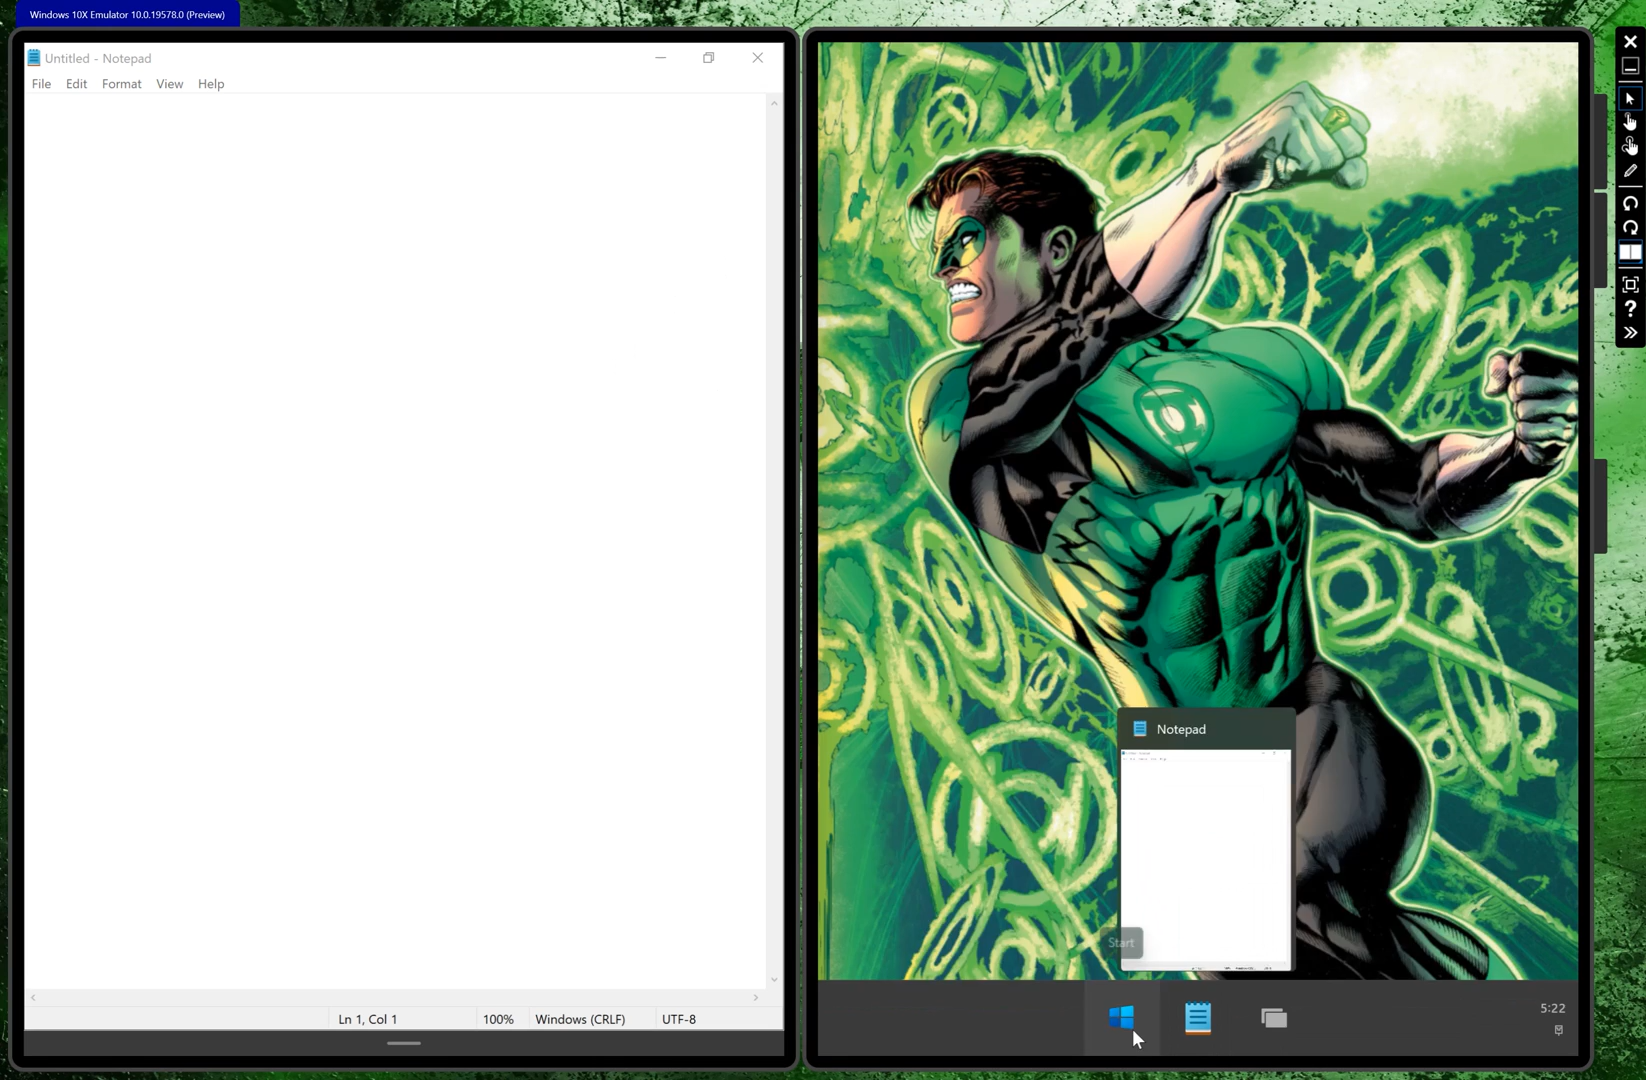 Windows 10X Emulator 10.0.19578.0 (Preview)
Untitled - Notepad
File Edit Format View Help
Ln 1, Col 1 100% Windows (CRLF) UTF-8
Notepad
Start
5:22